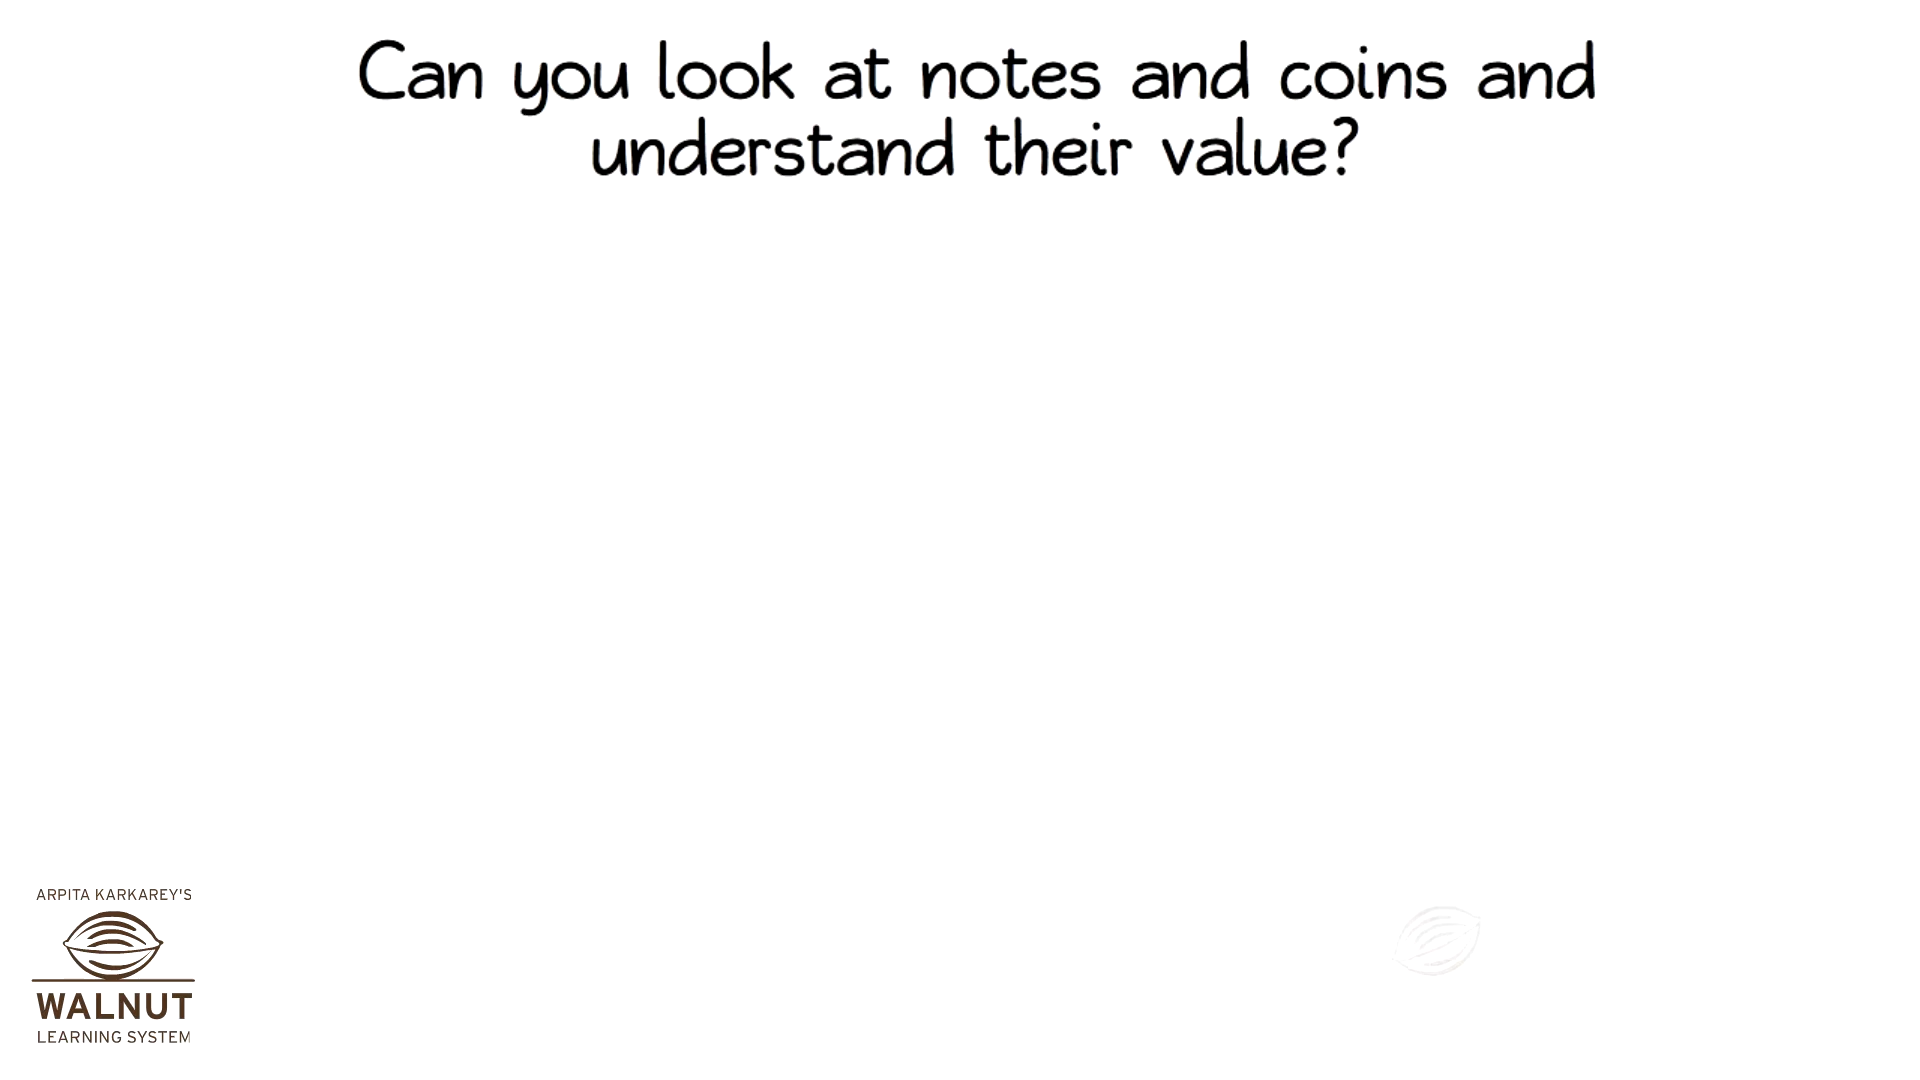 Can you look at notes and coins and
understand their value?
ARPITA KARKAREY'S
WALNUT
LEARNING SYSTEM